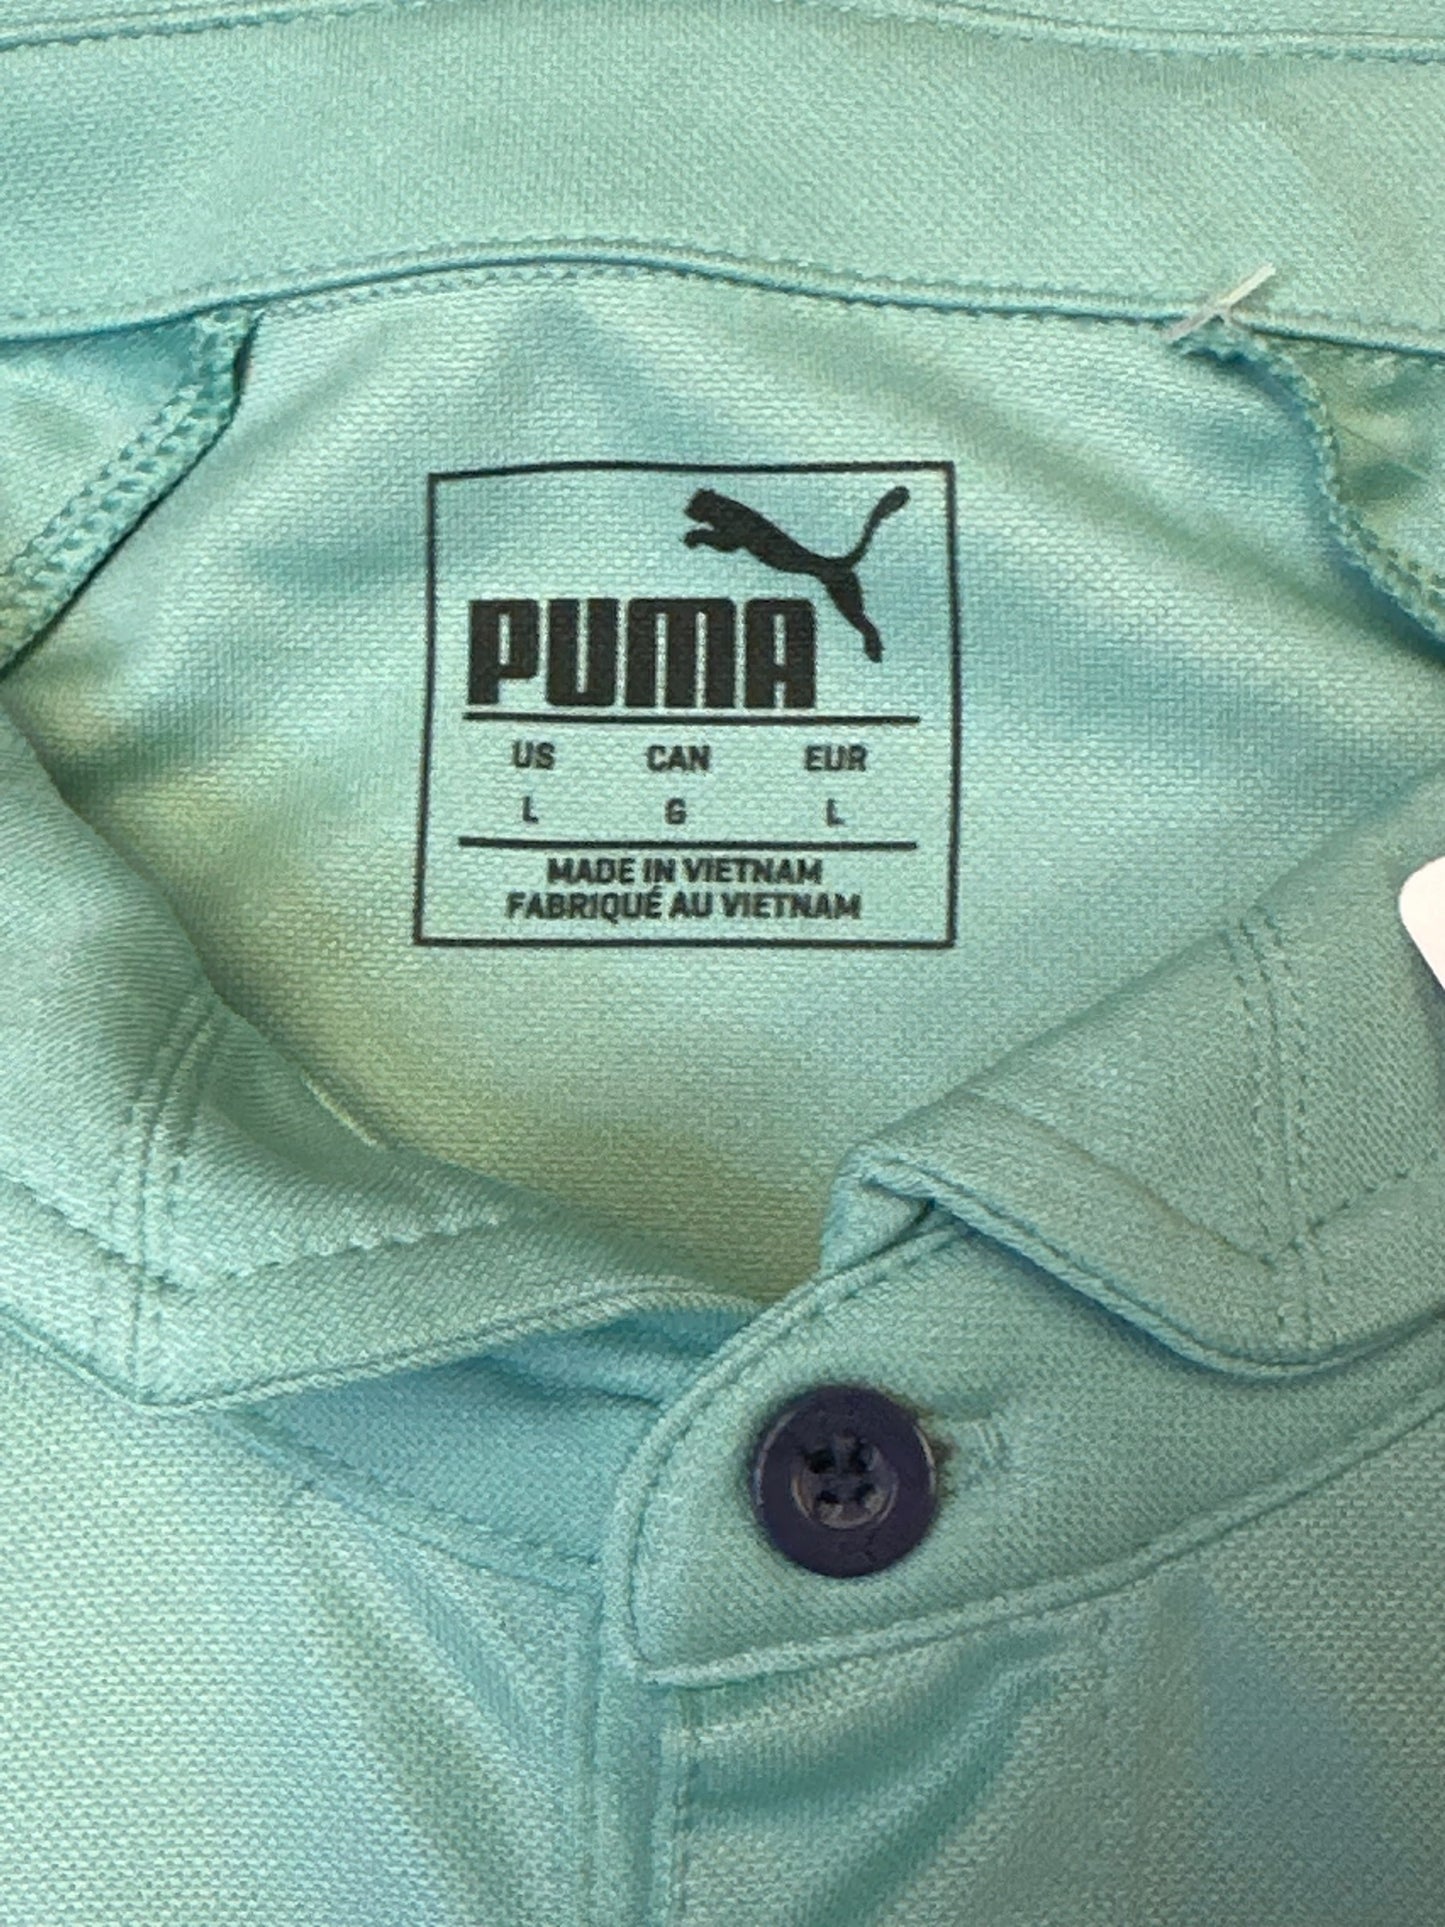 PUMA
US CAN EUR
L G L
MADE IN VIETNAM
FABRIQUÉ AU VIETNAM